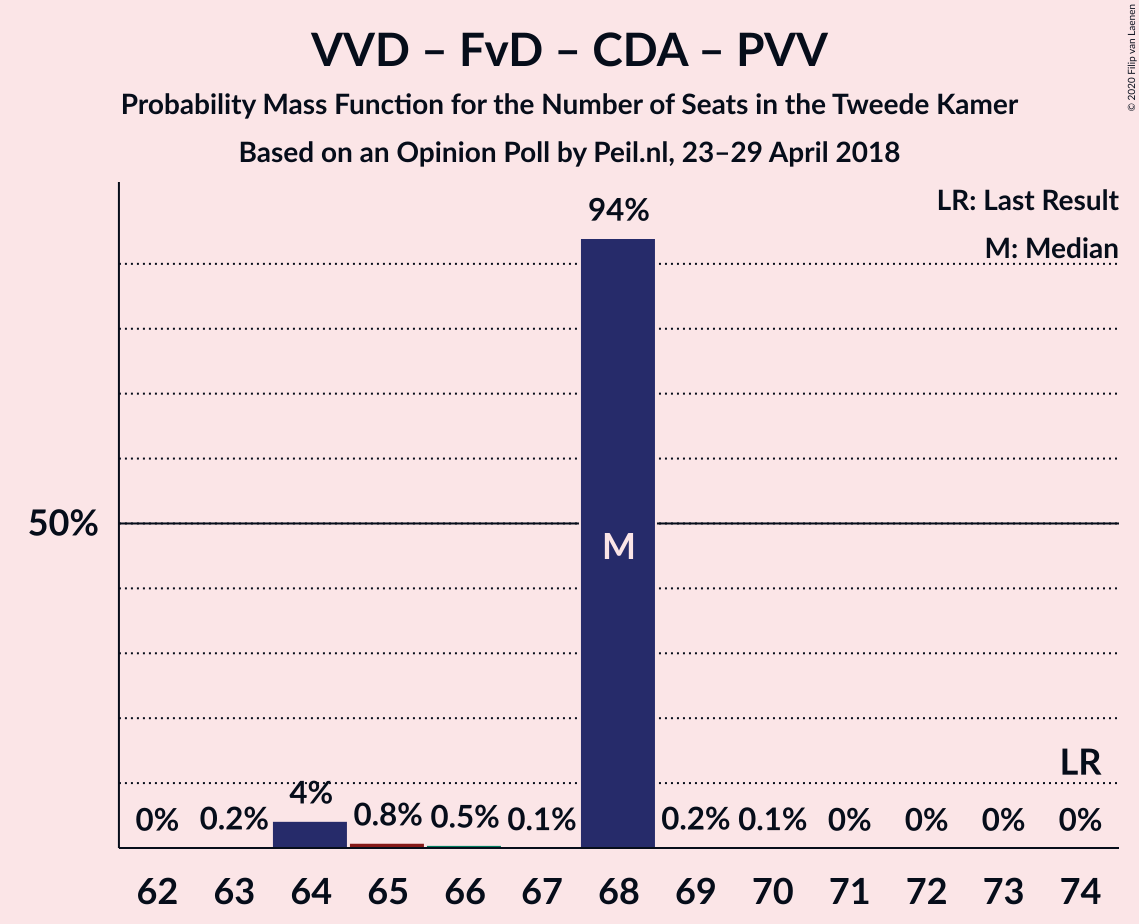 VVD – FvD – CDA – PVV
Probability Mass Function for the Number of Seats in the Tweede Kamer
Based on an Opinion Poll by Peil.nl, 23–29 April 2018
© 2020 Filip van Laenen
LR: Last Result
M: Median
94%
50%
M
LR
0% 0.2% 4% 0.8% 0.5% 0.1% 0.2% 0.1% 0% 0% 0% 0%
62 63 64 65 66 67 68 69 70 71 72 73 74